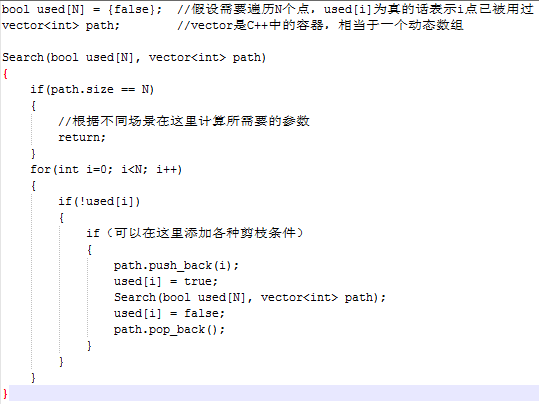 bool used[N] = {false};  //假设需要遍历N个点，used[i]为真的话表示i点已被用过
vector<int> path;        //vector是C++中的容器，相当于一个动态数组

Search(bool used[N], vector<int> path)
{
    if(path.size == N)
    {
        //根据不同场景在这里计算所需要的参数
        return;
    }
    for(int i=0; i<N; i++)
    {
        if(!used[i])
        {
            if（可以在这里添加各种剪枝条件）
            {
                path.push_back(i);
                used[i] = true;
                Search(bool used[N], vector<int> path);
                used[i] = false;
                path.pop_back();
            }
        }
    }
}